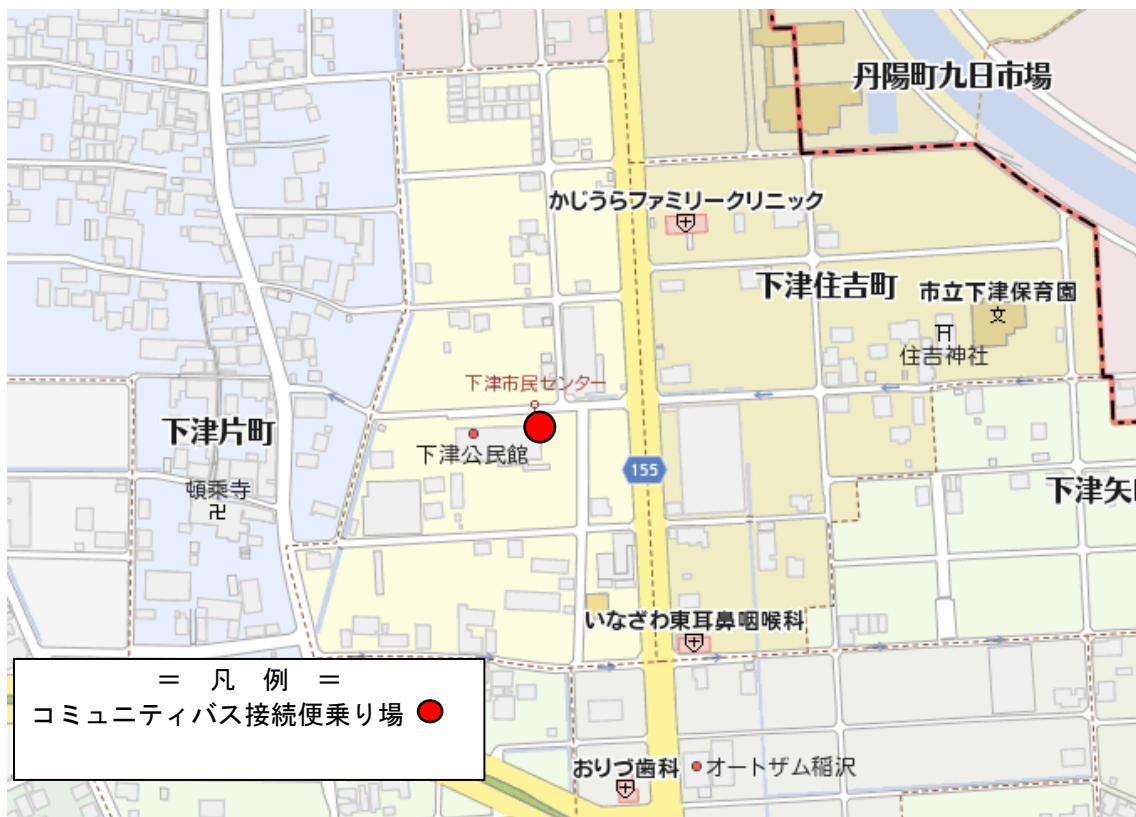 丹陽町九日市場
かじうらファミリークリニック
下津住吉町
市立下津保育園
住吉神社
下津市民センター
下津片町
下津公民館
155
頓乗寺
下津矢
いなざわ東耳鼻咽喉科
＝ 凡 例 ＝
コミュニティバス接続便乗り場
おりづ歯科
オートザム稲沢